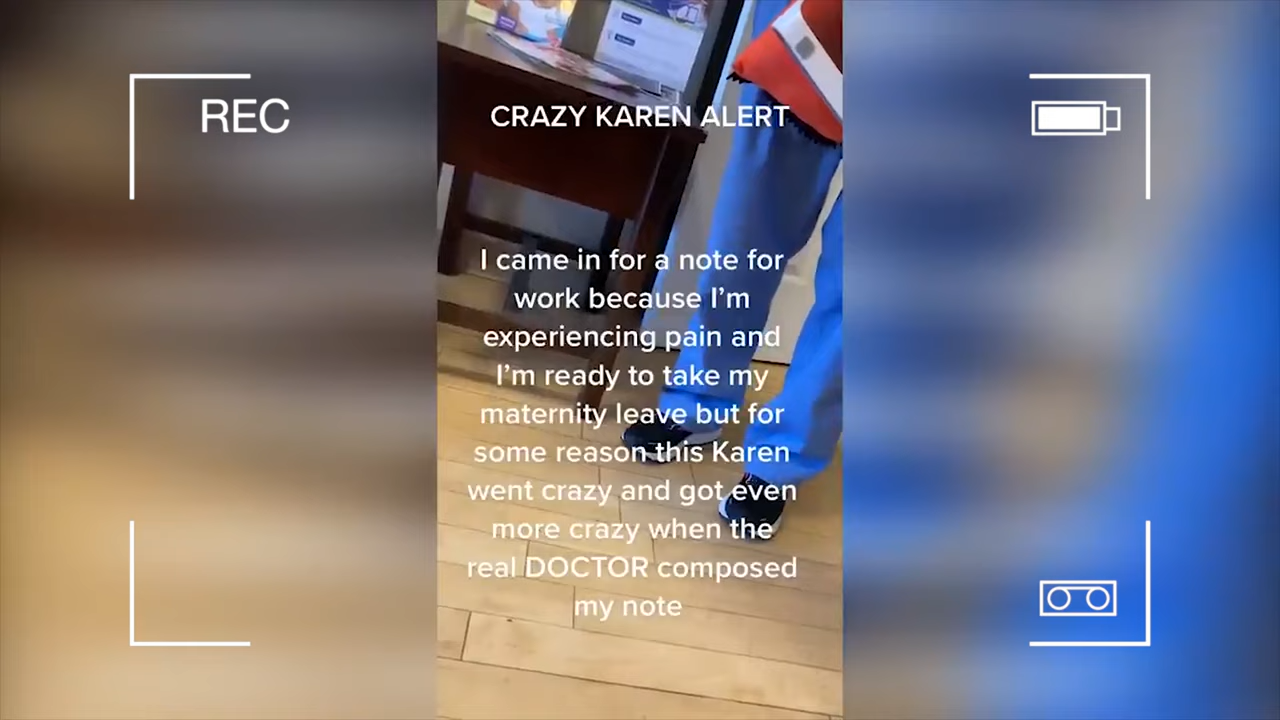 REC
CRAZY KAREN ALERT
I came in for a note for
work because I’m
experiencing pain and
I’m ready to take my
maternity leave but for
some reason this Karen
went crazy and got even
more crazy when the
real DOCTOR composed
my note